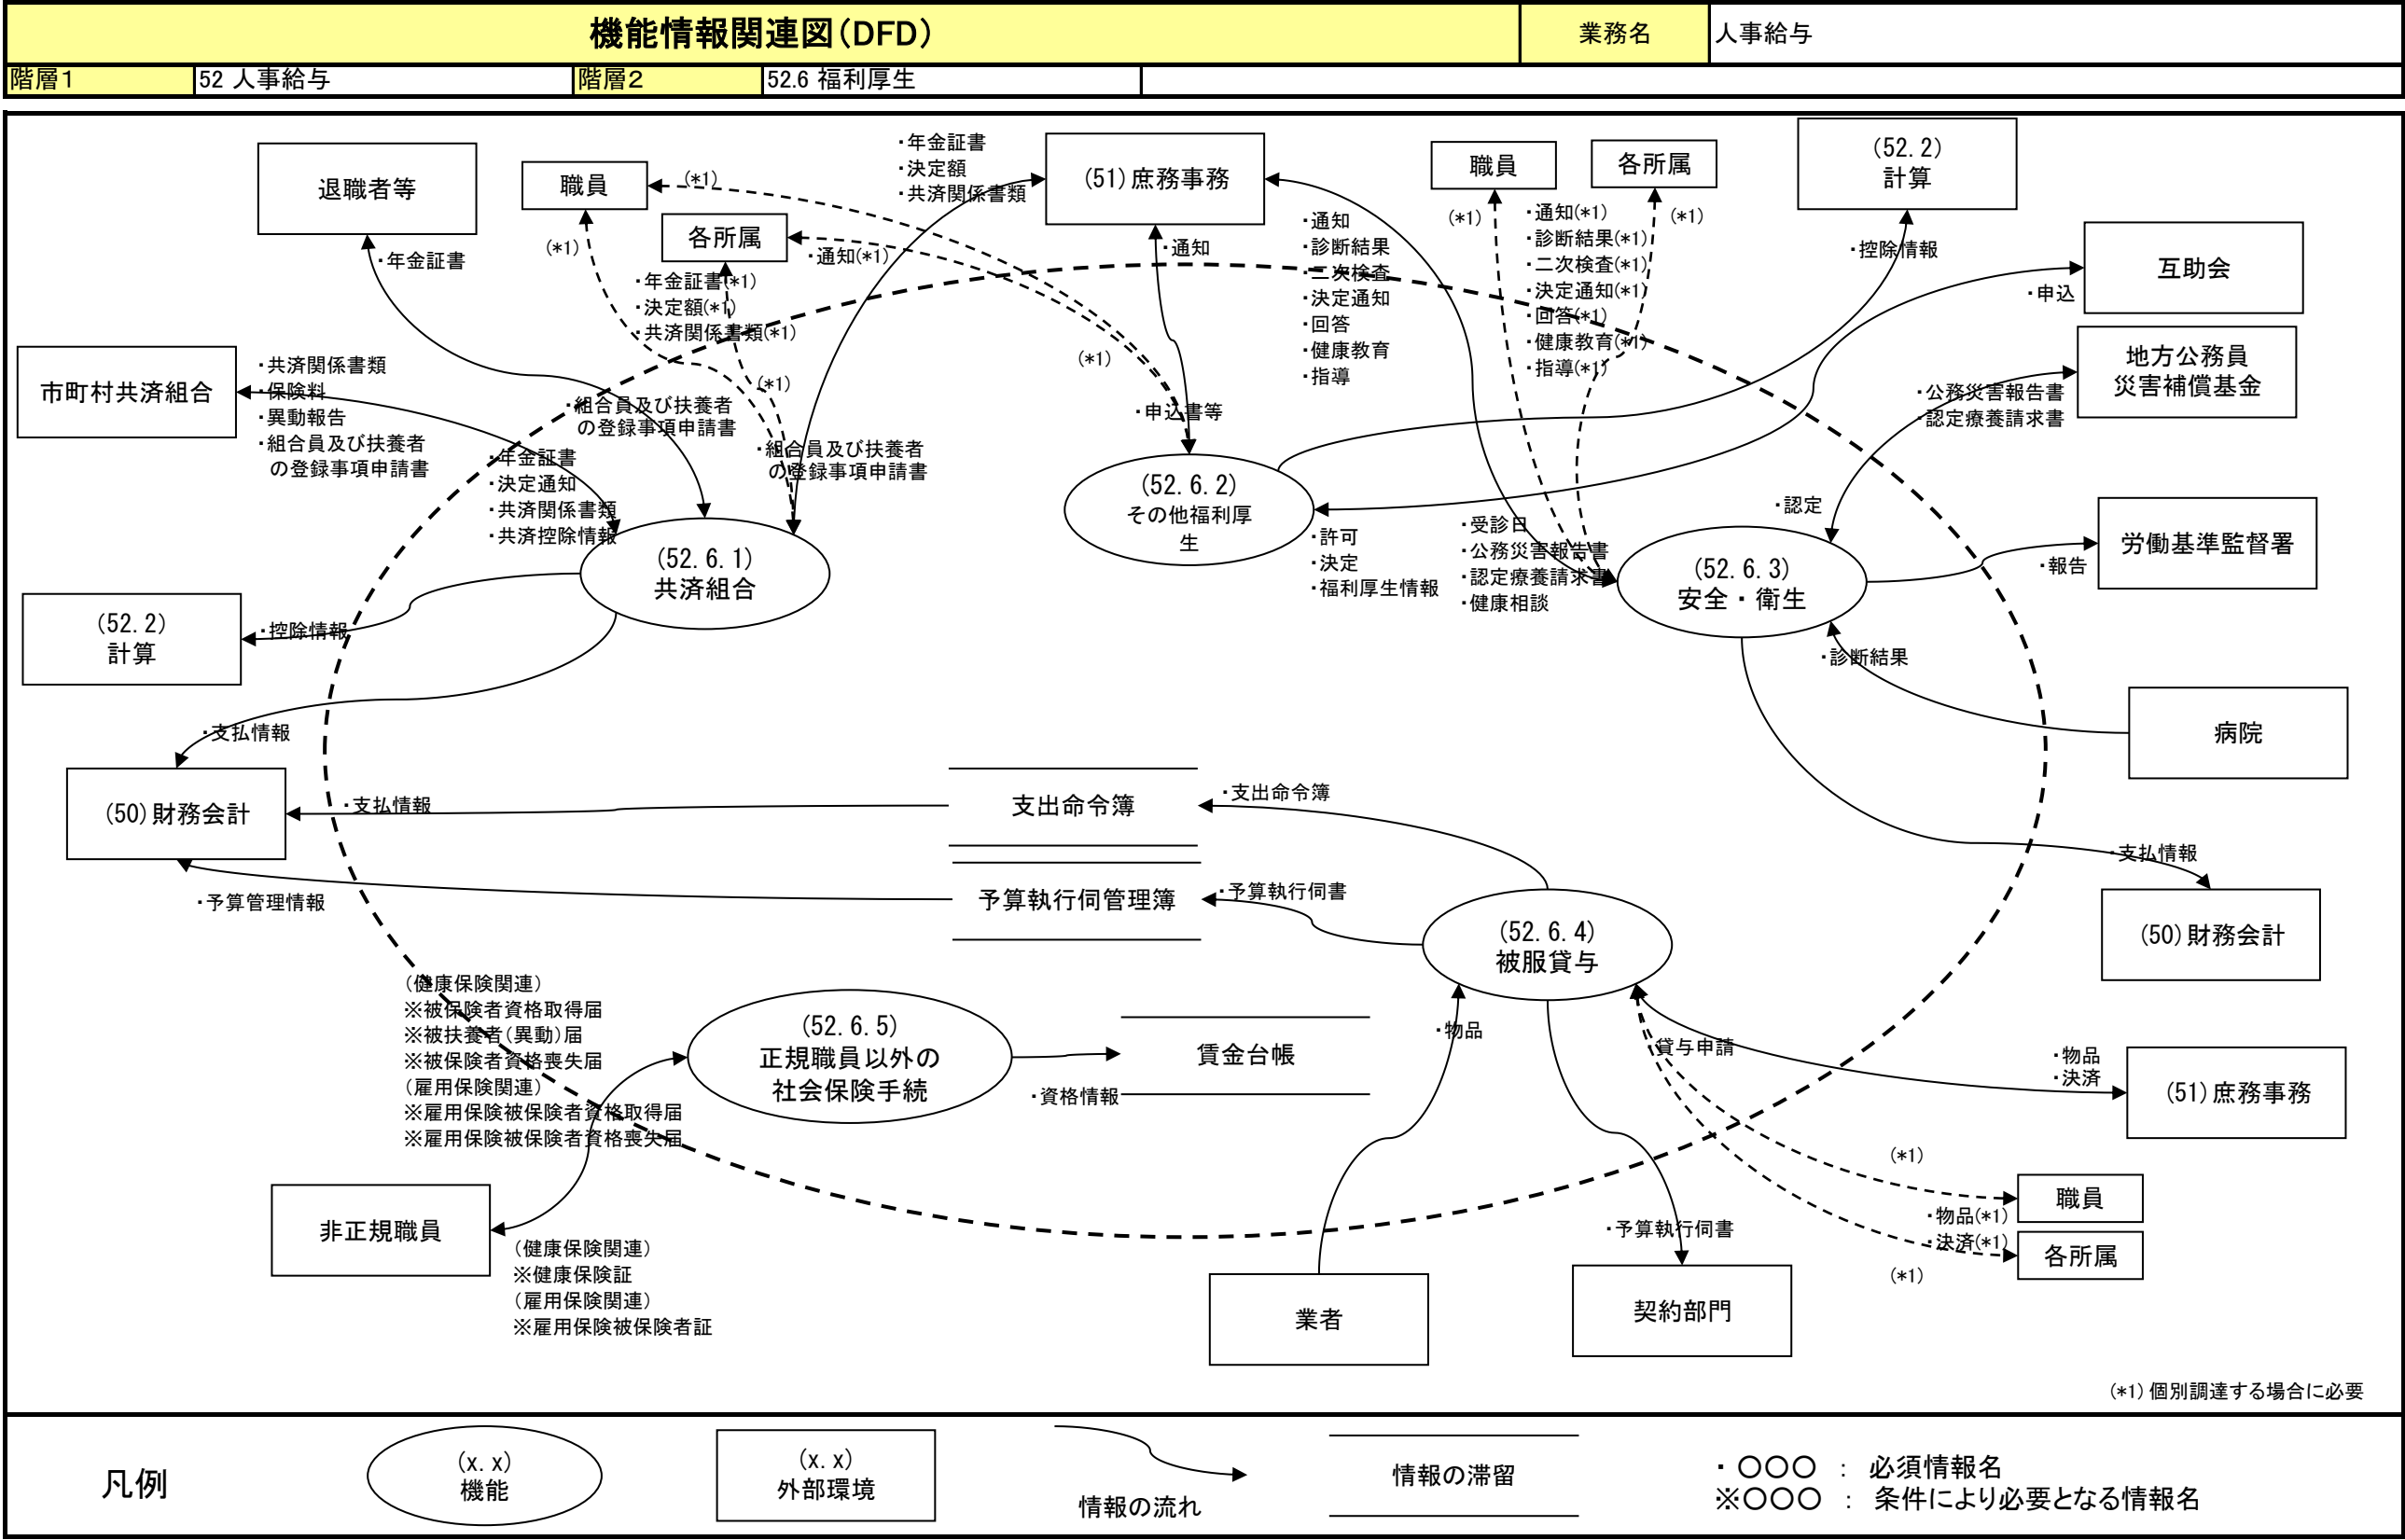 機能情報関連図（DFD）
業務名
人事給与
階層１
52 人事給与
階層２
52.6 福利厚生
退職者等
職員
(*1)
各所属
(*1)
・通知(*1)
・年金証書
・決定額
・共済関係書類
(51)庶務事務
・通知
職員
各所属
(*1)
(*1)
(52.2)
計算
・控除情報
・年金証書
・年金証書(*1)
・決定額(*1)
・共済関係書類(*1)
(*1)
(*1)
・通知
・診断結果
・二次検査
・決定通知
・回答
・健康教育
・指導
・通知(*1)
・診断結果(*1)
・二次検査(*1)
・決定通知(*1)
・回答(*1)
・健康教育(*1)
・指導(*1)
互助会
・申込
地方公務員
災害補償基金
・公務災害報告書
・認定療養請求書
市町村共済組合
・共済関係書類
・保険料
・異動報告
・組合員及び扶養者
の登録事項申請書
・組合員及び扶養者
の登録事項申請書
・組合員及び扶養者
の登録事項申請書
・申込書等
・年金証書
・決定通知
・共済関係書類
・共済控除情報
(52.6.1)
共済組合
(52.6.2)
その他福利厚
生
・許可
・決定
・福利厚生情報
・受診日
・公務災害報告書
・認定療養請求書
・健康相談
・認定
(52.6.3)
安全・衛生
労働基準監督署
・報告
(52.2)
計算
・控除情報
・診断結果
病院
・支払情報
(50)財務会計
・支払情報
支出命令簿
・支出命令簿
・予算管理情報
予算執行伺管理簿
・予算執行伺書
(52.6.4)
被服貸与
・支払情報
(50)財務会計
（健康保険関連）
※被保険者資格取得届
※被扶養者（異動）届
※被保険者資格喪失届
（雇用保険関連）
※雇用保険被保険者資格取得届
※雇用保険被保険者資格喪失届
(52.6.5)
正規職員以外の
社会保険手続
・資格情報
賃金台帳
・物品
貸与申請
・物品
・決済
(51)庶務事務
(*1)
職員
・物品(*1)
・決済(*1)
各所属
(*1)
非正規職員
（健康保険関連）
※健康保険証
（雇用保険関連）
※雇用保険被保険者証
・予算執行伺書
業者
契約部門
(*1)個別調達する場合に必要
凡例
(x.x)
機能
(x.x)
外部環境
情報の流れ
情報の滞留
・ ○○○ ： 必須情報名
※○○○ ： 条件により必要となる情報名